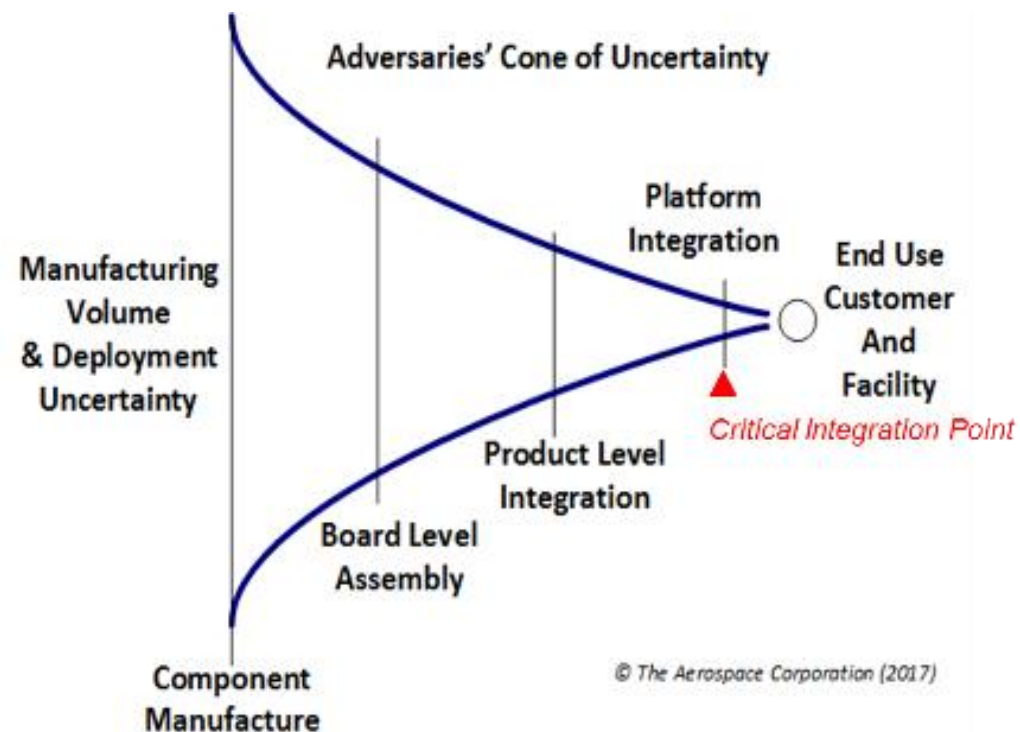 Adversaries' Cone of Uncertainty
Platform
Integration
End Use
Customer
And
Facility
Manufacturing
Volume
& Deployment
Uncertainty
Critical Integration Point
Product Level
Integration
Board Level
Assembly
Component
Manufacture
© The Aerospace Corporation (2017)